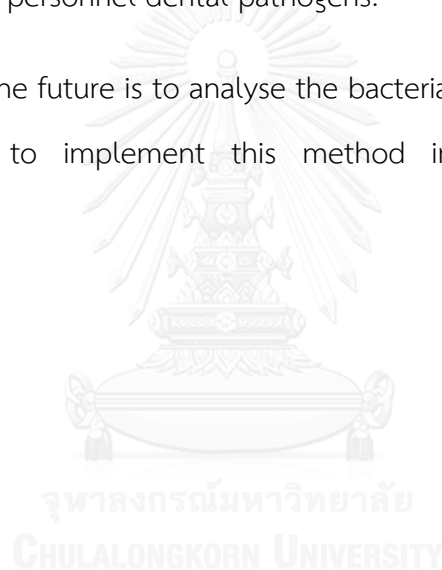 personnel dental pathogens.
he future is to analyse the bacteria
to implement this method in
จุฬาลงกรณ์มหาวิทยาลัย
CHULALONGKORN UNIVERSITY